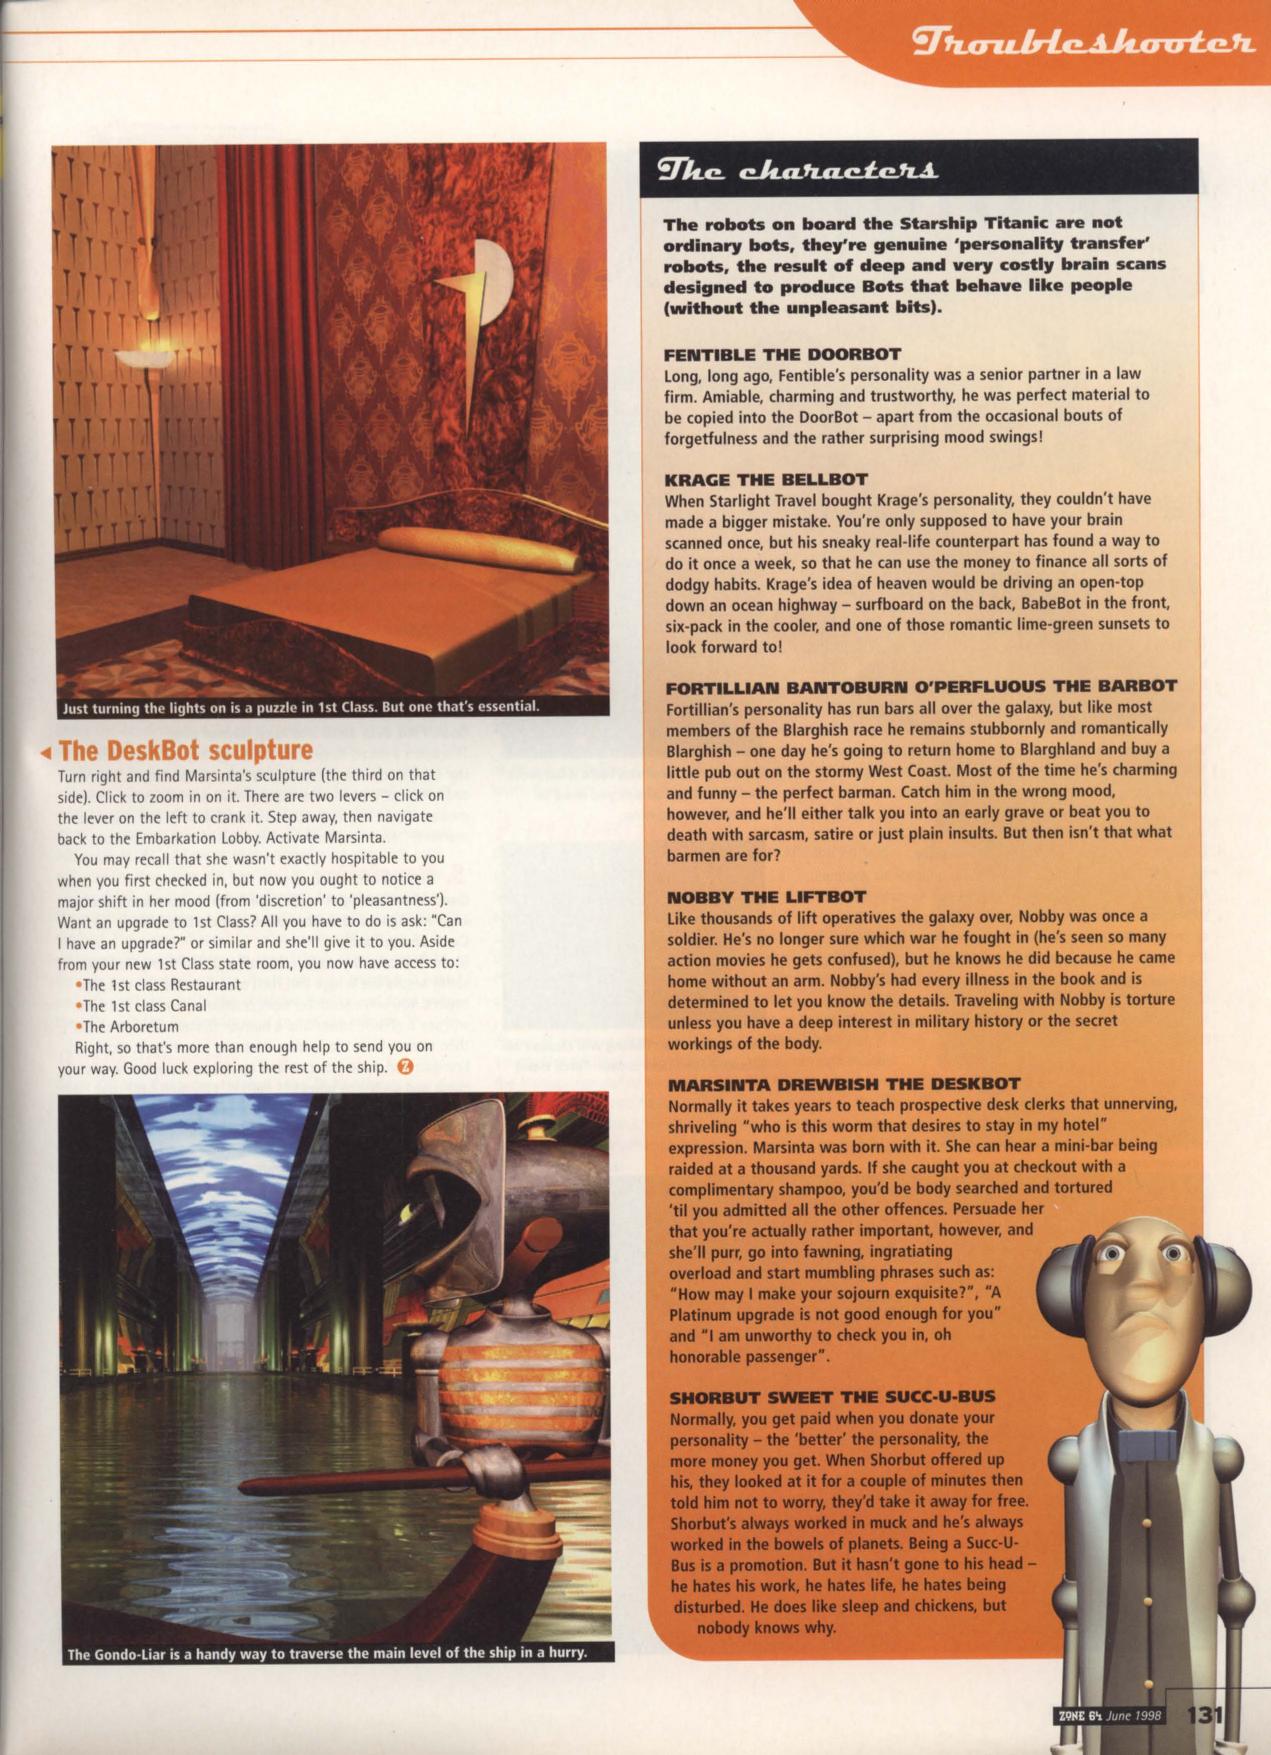 Troubleshooter
Just turning the lights on is a puzzle in 1st Class. But one that's essential.
The DeskBot sculpture
Turn right and find Marsinta's sculpture (the third on that
side). Click to zoom in on it. There are two levers – click on
the lever on the left to crank it. Step away, then navigate
back to the Embarkation Lobby. Activate Marsinta.
You may recall that she wasn't exactly hospitable to you
when you first checked in, but now you ought to notice a
major shift in her mood (from 'discretion' to 'pleasantness').
Want an upgrade to 1st Class? All you have to do is ask: "Can
I have an upgrade?" or similar and she'll give it to you. Aside
from your new 1st Class state room, you now have access to:
•The 1st class Restaurant
•The 1st class Canal
•The Arboretum
Right, so that's more than enough help to send you on
your way. Good luck exploring the rest of the ship. Z
The Gondo-Liar is a handy way to traverse the main level of the ship in a hurry.
The characters
The robots on board the Starship Titanic are not
ordinary bots, they're genuine 'personality transfer'
robots, the result of deep and very costly brain scans
designed to produce Bots that behave like people
(without the unpleasant bits).
FENTIBLE THE DOORBOT
Long, long ago, Fentible's personality was a senior partner in a law
firm. Amiable, charming and trustworthy, he was perfect material to
be copied into the DoorBot – apart from the occasional bouts of
forgetfulness and the rather surprising mood swings!
KRAGE THE BELLBOT
When Starlight Travel bought Krage's personality, they couldn't have
made a bigger mistake. You're only supposed to have your brain
scanned once, but his sneaky real-life counterpart has found a way to
do it once a week, so that he can use the money to finance all sorts of
dodgy habits. Krage's idea of heaven would be driving an open-top
down an ocean highway – surfboard on the back, BabeBot in the front,
six-pack in the cooler, and one of those romantic lime-green sunsets to
look forward to!
FORTILLIAN BANTOBURN O'PERFLUOUS THE BARBOT
Fortillian's personality has run bars all over the galaxy, but like most
members of the Blarghish race he remains stubbornly and romantically
Blarghish – one day he's going to return home to Blarghland and buy a
little pub out on the stormy West Coast. Most of the time he's charming
and funny – the perfect barman. Catch him in the wrong mood,
however, and he'll either talk you into an early grave or beat you to
death with sarcasm, satire or just plain insults. But then isn't that what
barmen are for?
NOBBY THE LIFTBOT
Like thousands of lift operatives the galaxy over, Nobby was once a
soldier. He's no longer sure which war he fought in (he's seen so many
action movies he gets confused), but he knows he did because he came
home without an arm. Nobby's had every illness in the book and is
determined to let you know the details. Traveling with Nobby is torture
unless you have a deep interest in military history or the secret
workings of the body.
MARSINTA DREWBISH THE DESKBOT
Normally it takes years to teach prospective desk clerks that unnerving,
shriveling "who is this worm that desires to stay in my hotel"
expression. Marsinta was born with it. She can hear a mini-bar being
raided at a thousand yards. If she caught you at checkout with a
complimentary shampoo, you'd be body searched and tortured
'til you admitted all the other offences. Persuade her
that you're actually rather important, however, and
she'll purr, go into fawning, ingratiating
overload and start mumbling phrases such as:
"How may I make your sojourn exquisite?", "A
Platinum upgrade is not good enough for you"
and "I am unworthy to check you in, oh
honorable passenger".
SHORBUT SWEET THE SUCC-U-BUS
Normally, you get paid when you donate your
personality – the 'better' the personality, the
more money you get. When Shorbut offered up
his, they looked at it for a couple of minutes then
told him not to worry, they'd take it away for free.
Shorbut's always worked in muck and he's always
worked in the bowels of planets. Being a Succ-U-
Bus is a promotion. But it hasn't gone to his head –
he hates his work, he hates life, he hates being
disturbed. He does like sleep and chickens, but
nobody knows why.
ZONE 64 June 1998 131